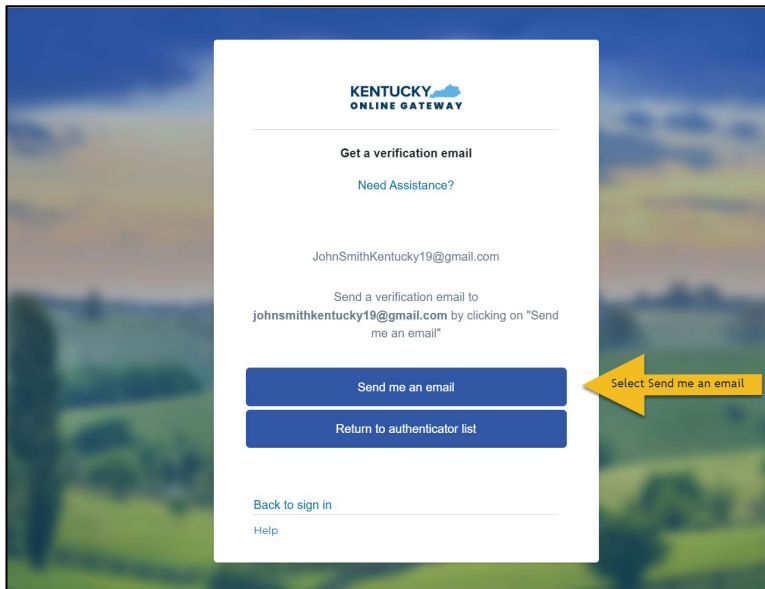 KENTUCKY
ONLINE GATEWAY
Get a verification email
Need Assistance?
JohnSmithKentucky19@gmail.com
Send a verification email to
johnsmithkentucky19@gmail.com by clicking on "Send
me an email"
Send me an email
Select Send me an email
Return to authenticator list
Back to sign in
Help